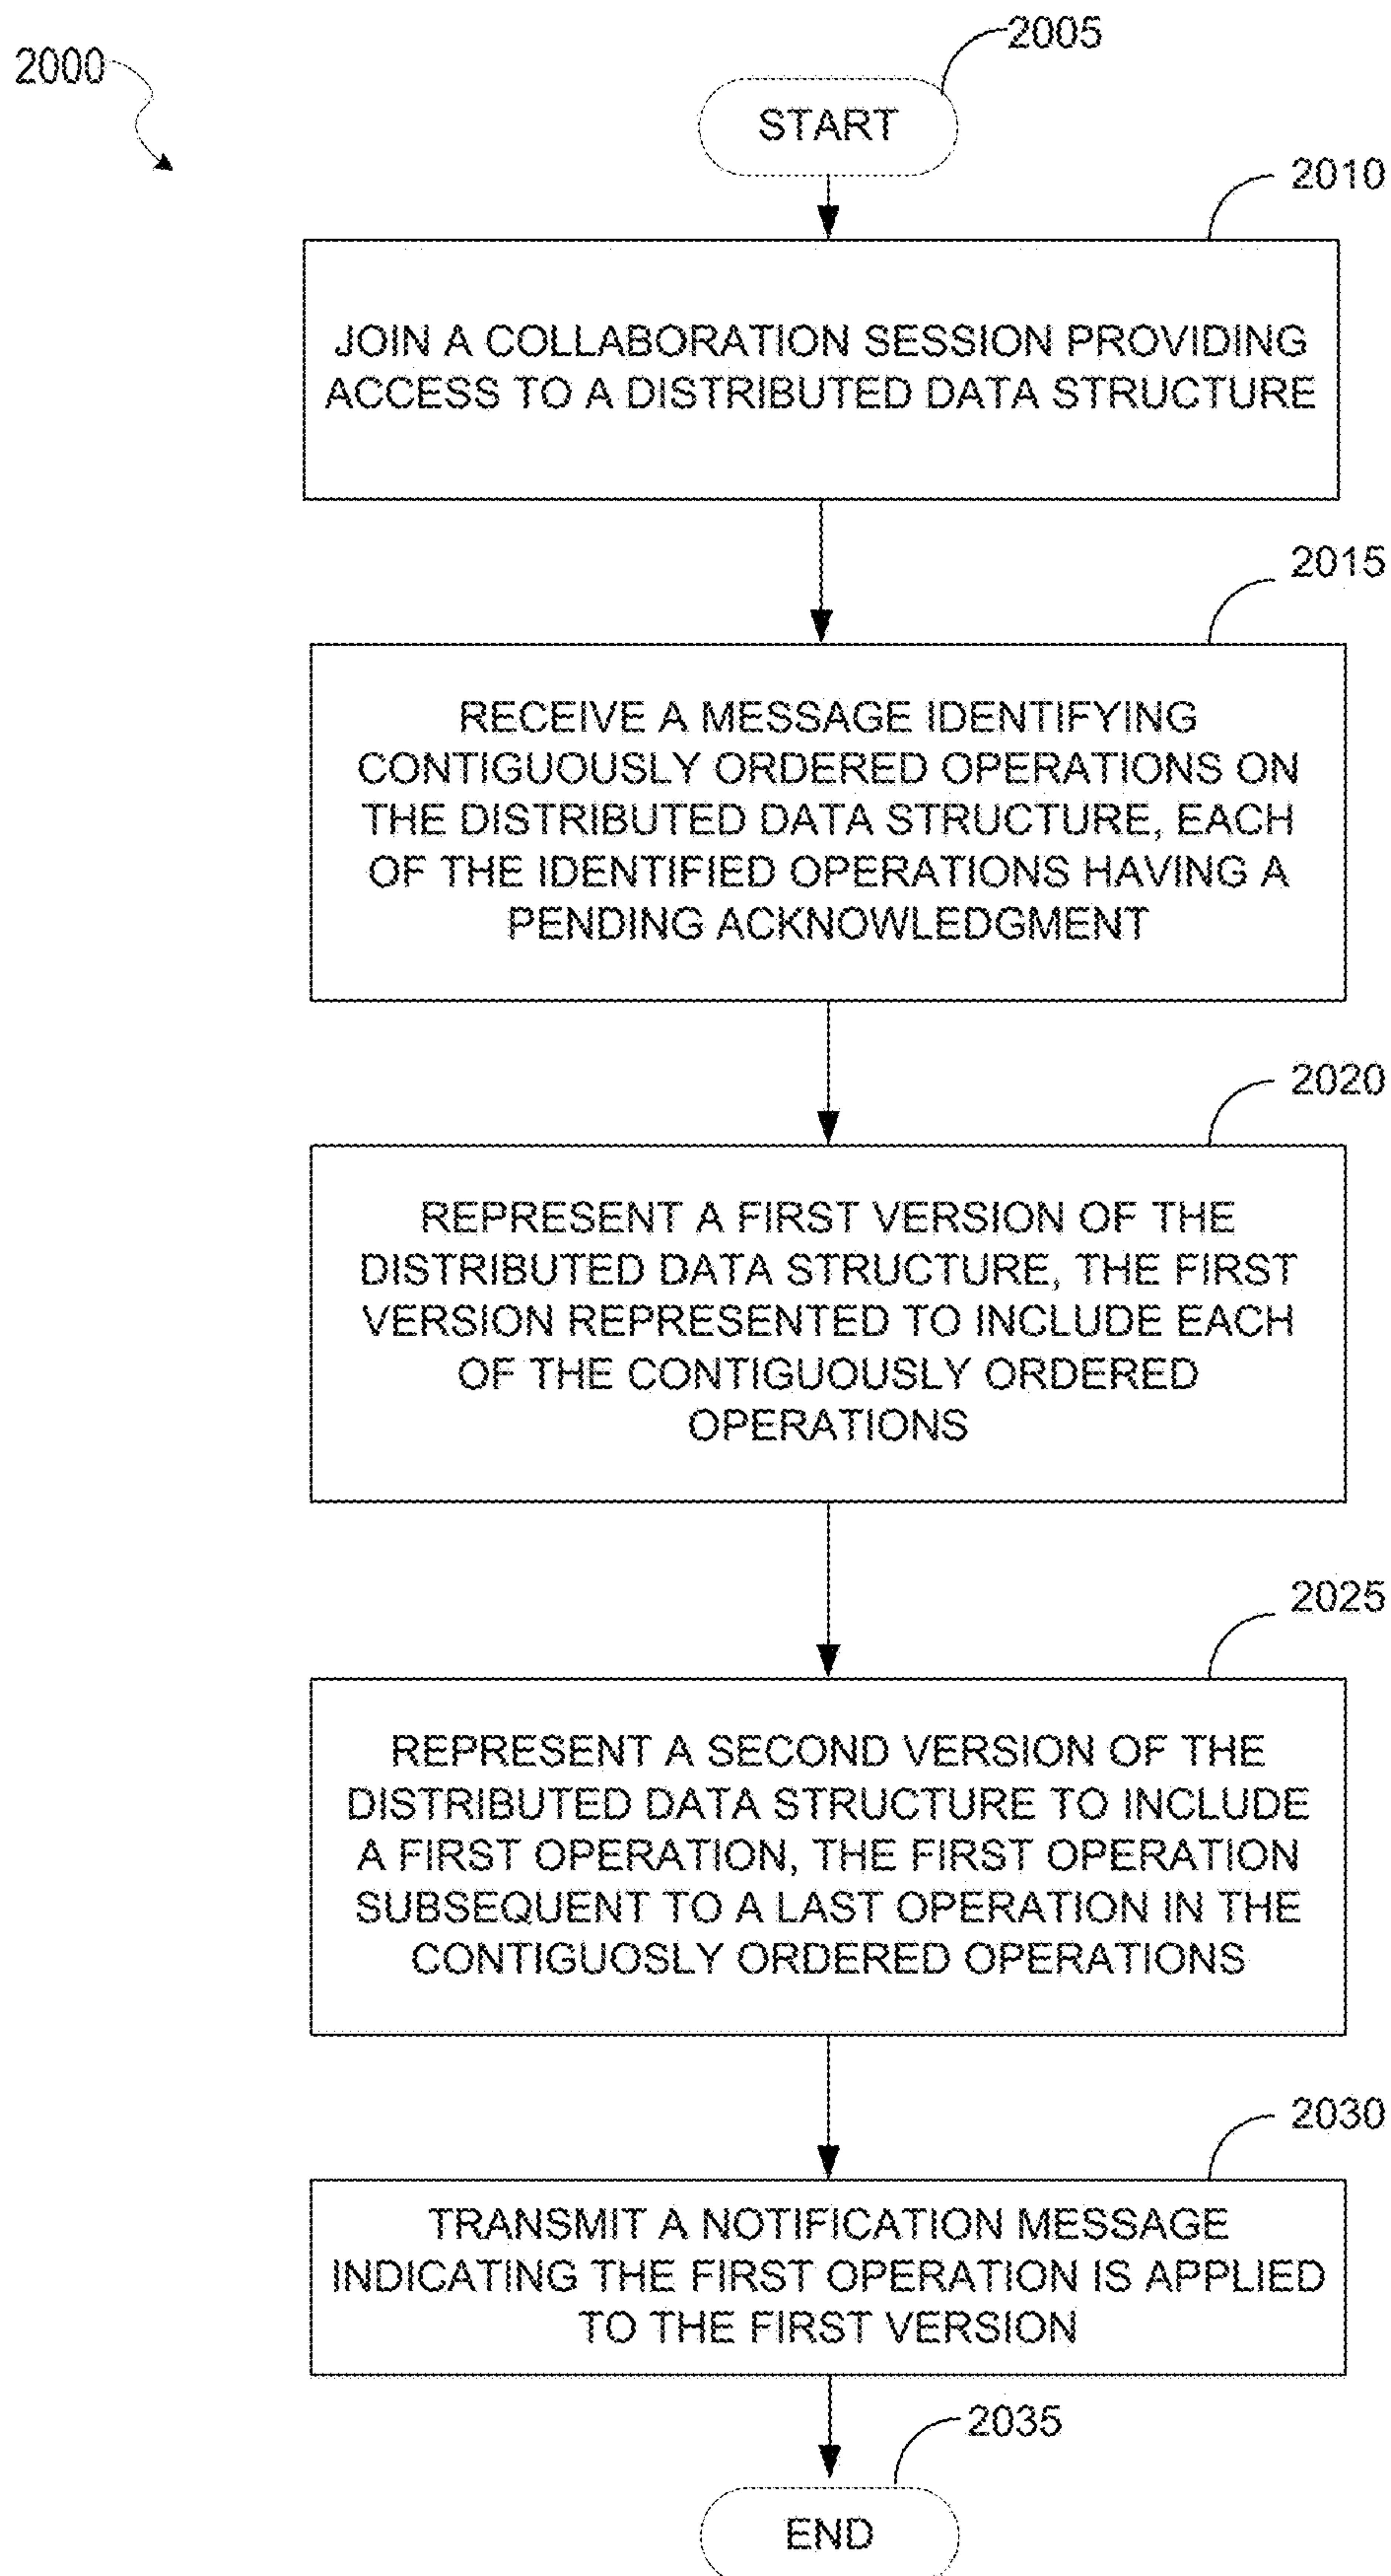 2000
2005
START
2010
JOIN A COLLABORATION SESSION PROVIDING
ACCESS TO A DISTRIBUTED DATA STRUCTURE
2015
RECEIVE A MESSAGE IDENTIFYING
CONTIGUOUSLY ORDERED OPERATIONS ON
THE DISTRIBUTED DATA STRUCTURE, EACH
OF THE IDENTIFIED OPERATIONS HAVING A
PENDING ACKNOWLEDGMENT
2020
REPRESENT A FIRST VERSION OF THE
DISTRIBUTED DATA STRUCTURE, THE FIRST
VERSION REPRESENTED TO INCLUDE EACH
OF THE CONTIGUOUSLY ORDERED
OPERATIONS
2025
REPRESENT A SECOND VERSION OF THE
DISTRIBUTED DATA STRUCTURE TO INCLUDE
A FIRST OPERATION, THE FIRST OPERATION
SUBSEQUENT TO A LAST OPERATION IN THE
CONTIGUOSLY ORDERED OPERATIONS
2030
TRANSMIT A NOTIFICATION MESSAGE
INDICATING THE FIRST OPERATION IS APPLIED
TO THE FIRST VERSION
2035
END